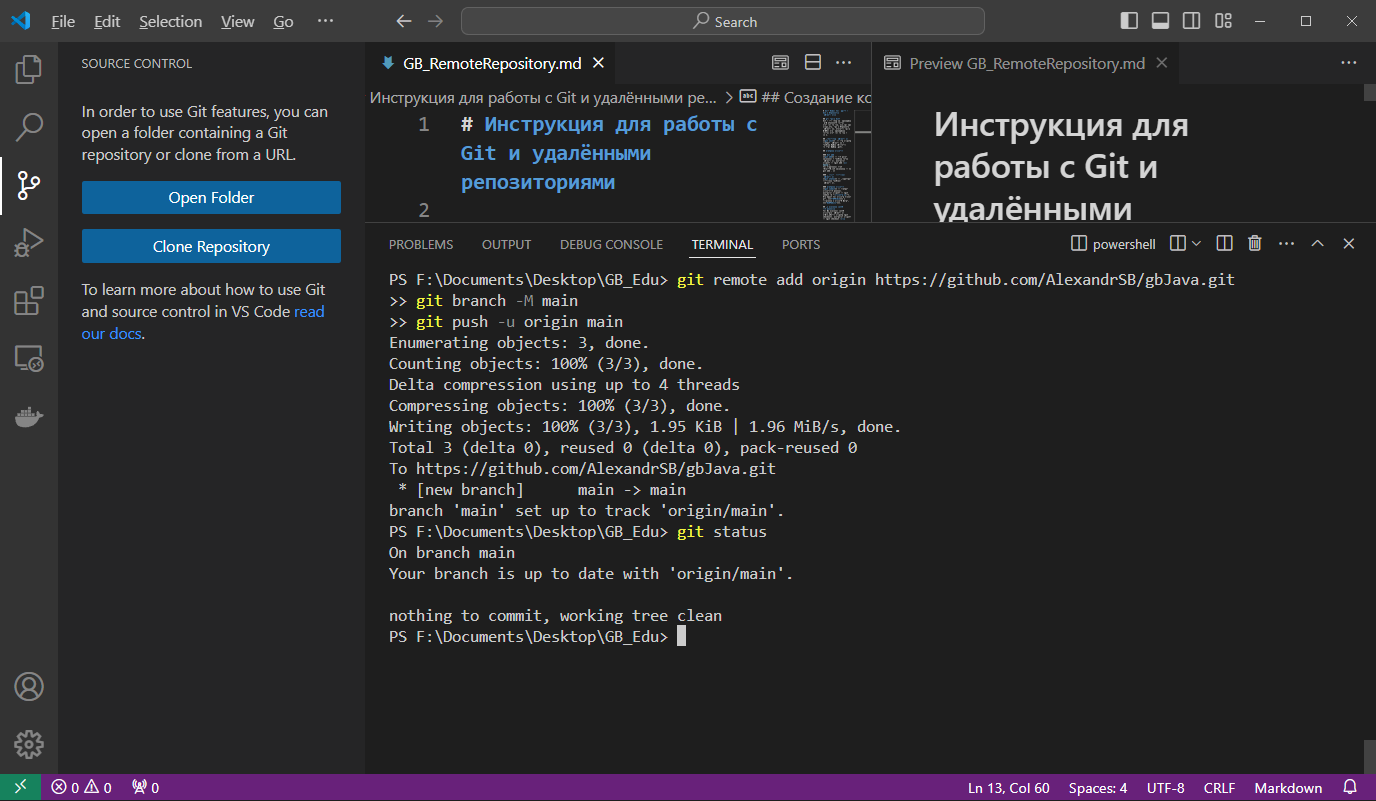 File Edit Selection View Go ··· Search
SOURCE CONTROL
In order to use Git features, you can
open a folder containing a Git
repository or clone from a URL.
Open Folder
Clone Repository
To learn more about how to use Git
and source control in VS Code read
our docs.
GB_RemoteRepository.md
Инструкция для работы с Git и удалёнными ре... > ## Создание кс
1 # Инструкция для работы с
Git и удалёнными
репозиториями
2
Preview GB_RemoteRepository.md
Инструкция для
работы с Git и
удалёнными
PROBLEMS OUTPUT DEBUG CONSOLE TERMINAL PORTS powershell
PS F:\Documents\Desktop\GB_Edu> git remote add origin https://github.com/AlexandrSB/gbJava.git
>> git branch -M main
>> git push -u origin main
Enumerating objects: 3, done.
Counting objects: 100% (3/3), done.
Delta compression using up to 4 threads
Compressing objects: 100% (3/3), done.
Writing objects: 100% (3/3), 1.95 KiB | 1.96 MiB/s, done.
Total 3 (delta 0), reused 0 (delta 0), pack-reused 0
To https://github.com/AlexandrSB/gbJava.git
 * [new branch]      main -> main
branch 'main' set up to track 'origin/main'.
PS F:\Documents\Desktop\GB_Edu> git status
On branch main
Your branch is up to date with 'origin/main'.
nothing to commit, working tree clean
PS F:\Documents\Desktop\GB_Edu>
0 0 0 Ln 13, Col 60 Spaces: 4 UTF-8 CRLF Markdown